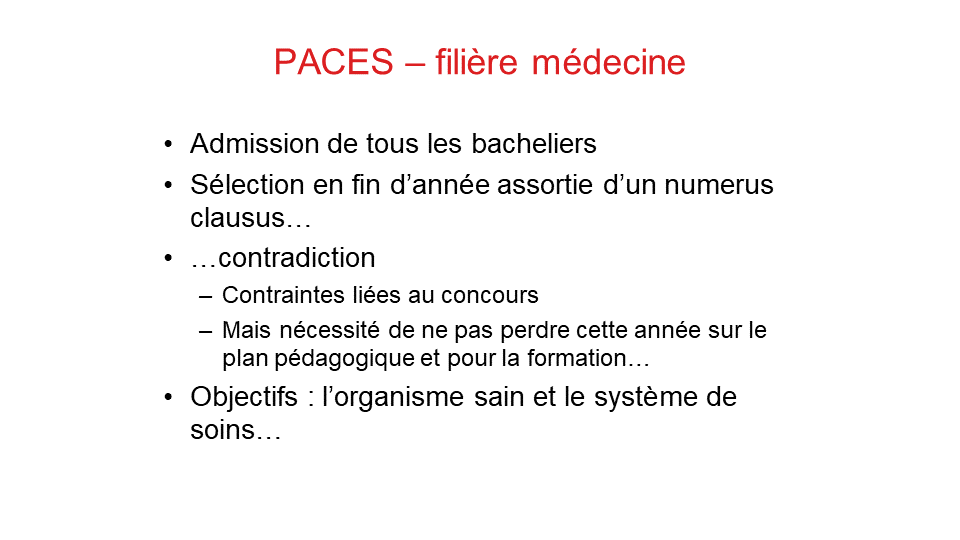 PACES – filière médecine
• Admission de tous les bacheliers
• Sélection en fin d’année assortie d’un numerus
clausus…
• …contradiction
– Contraintes liées au concours
– Mais nécessité de ne pas perdre cette année sur le
plan pédagogique et pour la formation…
• Objectifs : l’organisme sain et le système de
soins…